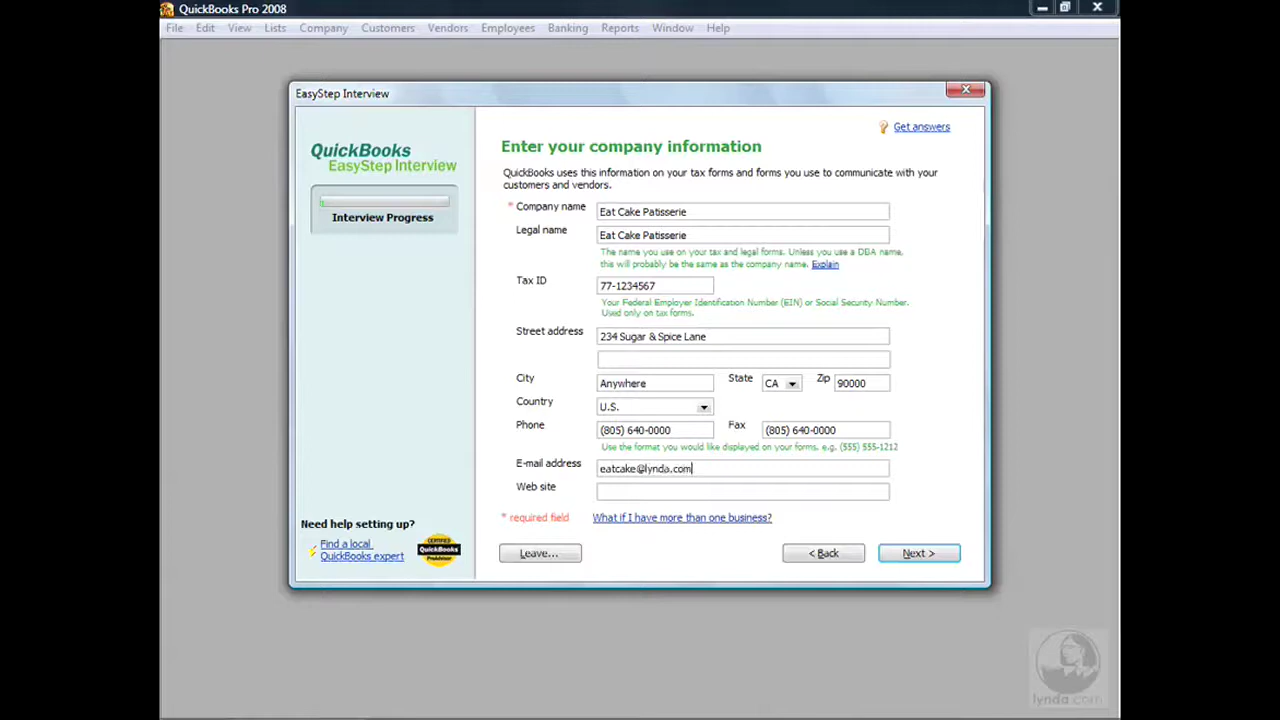 QuickBooks Pro 2008
File Edit View Lists Company Customers Vendors Employees Banking Reports Window Help
EasyStep Interview
Get answers
QuickBooks
EasyStep Interview
Interview Progress
Enter your company information
QuickBooks uses this information on your tax forms and forms you use to communicate with your
customers and vendors.
* Company name Eat Cake Patisserie
Legal name Eat Cake Patisserie
The name you use on your tax and legal forms. Unless you use a DBA name,
this will probably be the same as the company name. Explain
Tax ID 77-1234567
Your Federal Employer Identification Number (EIN) or Social Security Number.
Used only on tax forms.
Street address 234 Sugar & Spice Lane
City Anywhere State CA Zip 90000
Country U.S.
Phone (805) 640-0000 Fax (805) 640-0000
Use the format you would like displayed on your forms. e.g. (555) 555-1212
E-mail address eatcake@lynda.com
Web site
* required field What if I have more than one business?
Need help setting up?
Find a local
QuickBooks expert
CERTIFIED
QuickBooks
ProAdvisor
Leave... < Back Next >
lynda.com